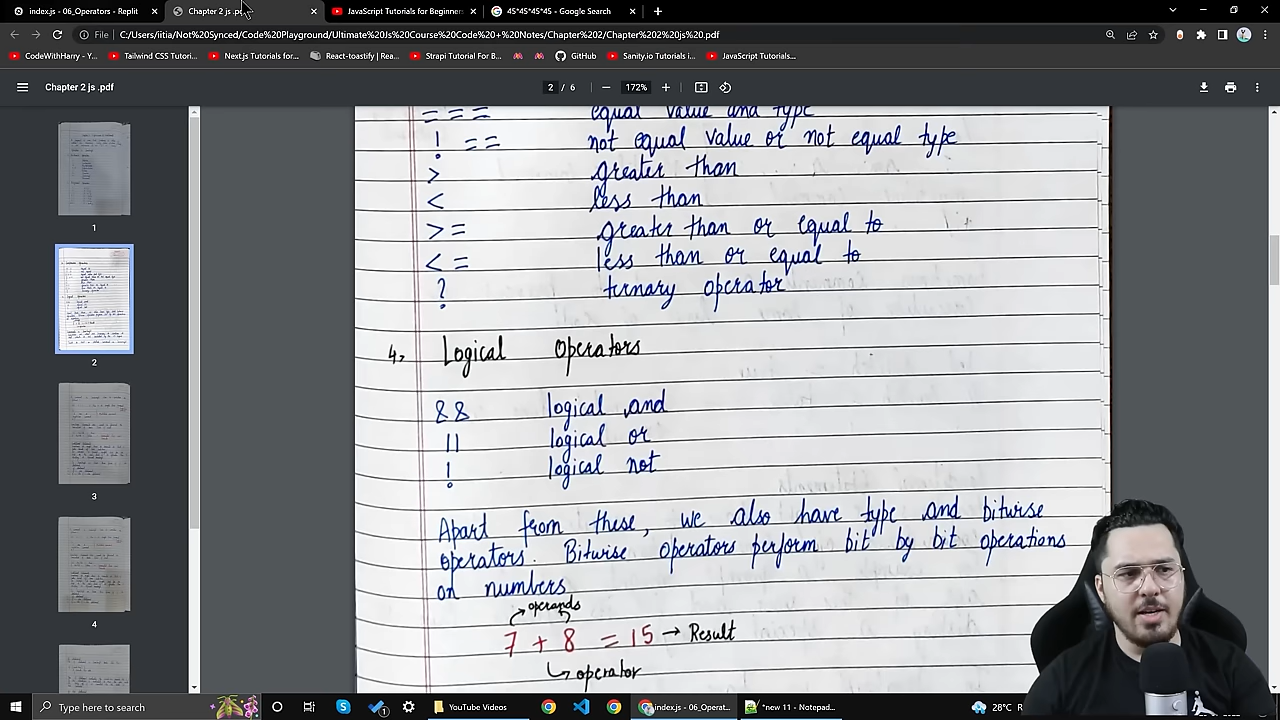 index.js - 06_Operators - Replit
Chapter 2 js .pdf
JavaScript Tutorials for Beginner
45*45*45*45 - Google Search
File
C:/Users/iitia/Not%20Synced/Code%20Playground/Ultimate%20Js%20Course%20Code%20+%20Notes/Chapter%202/Chapter%202%20js%20.pdf
CodeWithHarry - Y...
Tailwind CSS Tutori...
Next.js Tutorials for...
React-toastify | Rea...
Strapi Tutorial For B...
GitHub
Sanity.io Tutorials i...
JavaScript Tutorials...
Chapter 2 js .pdf
2 / 6
172%
1
2
3
4
=== equal value and type
! == not equal value or not equal type
> greater than
< less than
>= greater than or equal to
<= less than or equal to
? ternary operator
4. Logical Operators
&& logical and
|| logical or
! logical not
Apart from these, we also have type and bitwise
operators. Bitwise operators perform bit by bit operations
on numbers
operands
7 + 8 = 15 → Result
operator
Type here to search
YouTube Videos
index.js - 06_Operat...
*new 11 - Notepad...
28°C